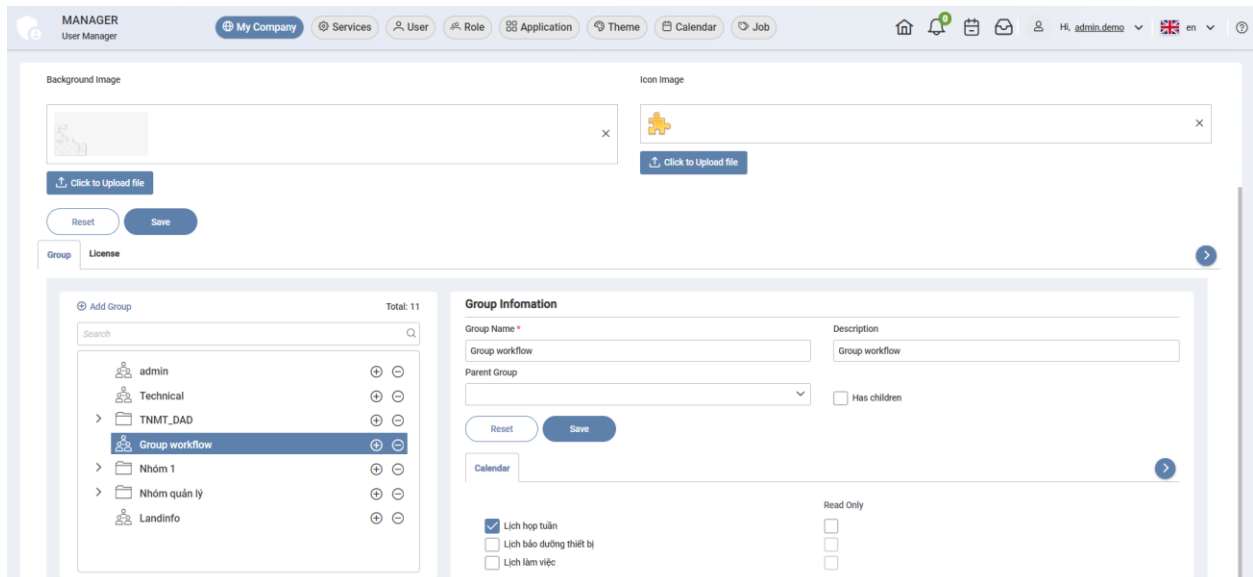 MANAGER
User Manager
My Company
Services
User
Role
Application
Theme
Calendar
Job
0
Hi, admin.demo
en
Background Image
Icon Image
Click to Upload file
Click to Upload file
Reset
Save
Group
License
Add Group
Total: 11
Search
admin
Technical
TNMT_DAD
Group workflow
Nhóm 1
Nhóm quản lý
Landinfo
Group Infomation
Group Name *
Description
Group workflow
Group workflow
Parent Group
Has children
Reset
Save
Calendar
Read Only
Lịch họp tuần
Lịch bảo dưỡng thiết bị
Lịch làm việc